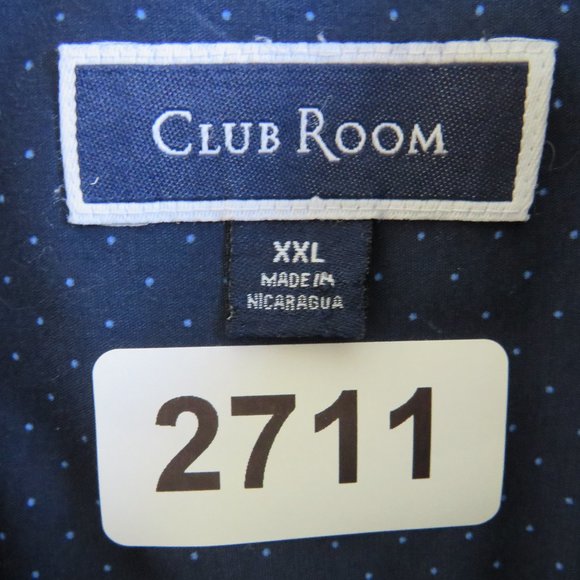 CLUB ROOM
XXL
MADE IN
NICARAGUA
2711